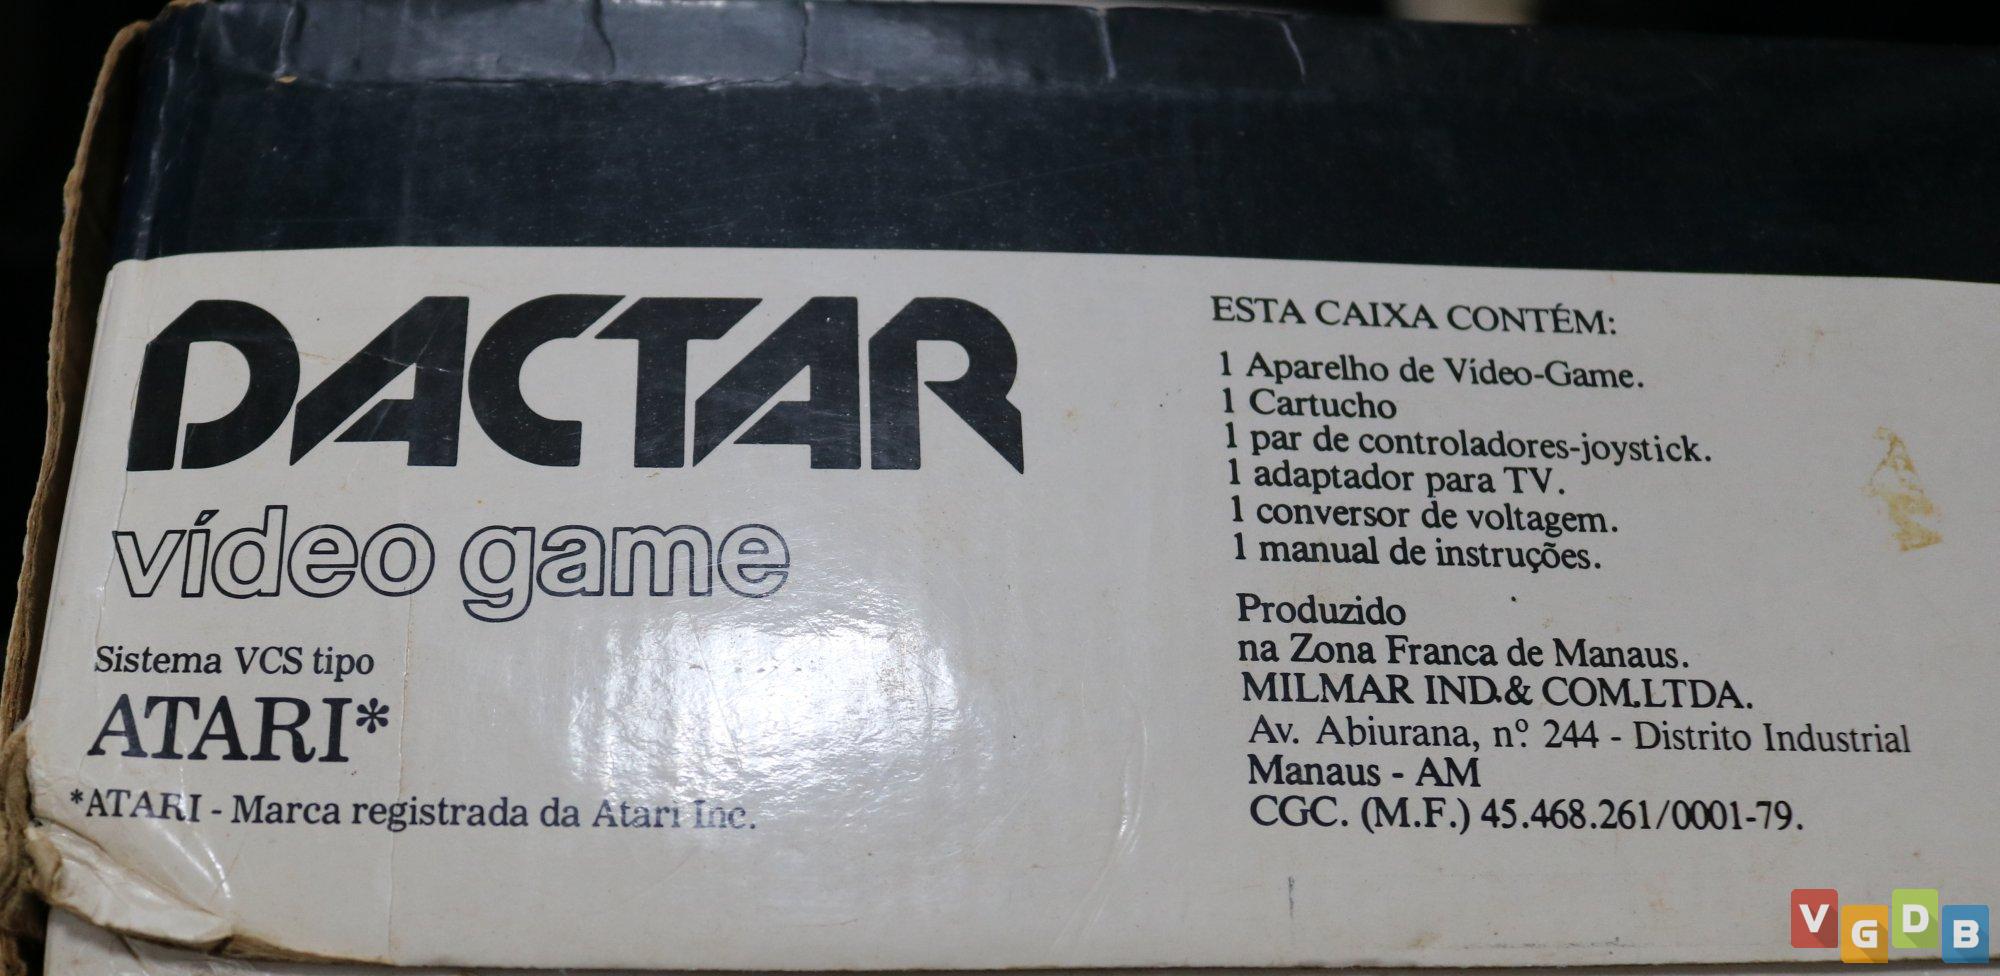 DACTAR
vídeo game
Sistema VCS tipo
ATARI*
*ATARI - Marca registrada da Atari Inc.
ESTA CAIXA CONTÉM:
1 Aparelho de Vídeo-Game.
1 Cartucho
1 par de controladores-joystick.
1 adaptador para TV.
1 conversor de voltagem.
1 manual de instruções.
Produzido
na Zona Franca de Manaus.
MILMAR IND.& COM.LTDA.
Av. Abiurana, nº 244 - Distrito Industrial
Manaus - AM
CGC. (M.F.) 45.468.261/0001-79.
VGDB